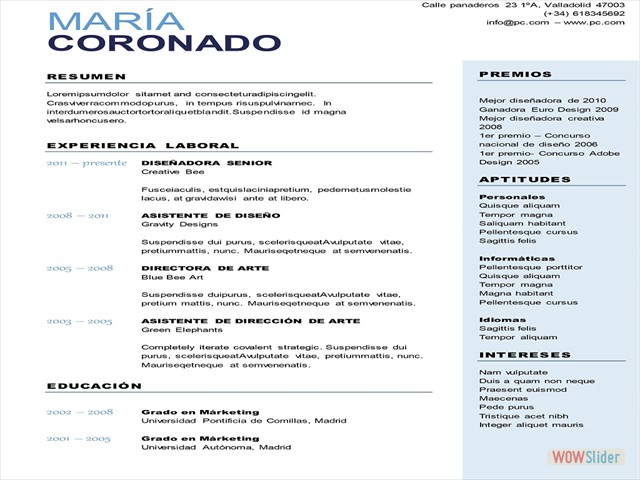 MARÍA
CORONADO
Calle panaderos 23 1ºA, Valladolid 47003
(+34) 618345692
info@pc.com – www.pc.com
RESUMEN
Loremipsumdolor sitamet and consecteturadipiscingelit.
Crasviverracommodopurus, in tempus risuspulvinarnec. In
interdumerosauctortortoraliquetblandit.Suspendisse id magna
velsarhoncusero.
EXPERIENCIA LABORAL
2011 – presente DISEÑADORA SENIOR
Creative Bee
Fusceiaculis, estquislaciniapretium, pedemetusmolestie
lacus, at gravidawisi ante at libero.
2008 – 2011 ASISTENTE DE DISEÑO
Gravity Designs
Suspendisse dui purus, scelerisqueatAvulputate vitae,
pretiummattis, nunc. Mauriseqetneque at semvenenatis.
2005 – 2008 DIRECTORA DE ARTE
Blue Bee Art
Suspendisse duipurus, scelerisqueatAvulputate vitae,
pretium mattis, nunc. Mauriseqetneque at semvenenatis.
2003 – 2005 ASISTENTE DE DIRECCIÓN DE ARTE
Green Elephants
Completely iterate covalent strategic. Suspendisse dui
purus, scelerisqueatAvulputate vitae, pretiummattis, nunc.
Mauriseqetneque at semvenenatis.
EDUCACIÓN
2002 – 2008 Grado en Márketing
Universidad Pontificia de Comillas, Madrid
2001 – 2005 Grado en Márketing
Universidad Autónoma, Madrid
PREMIOS
Mejor diseñadora de 2010
Ganadora Euro Design 2009
Mejor diseñadora creativa
2008
1er premio – Concurso
nacional de diseño 2006
1er premio- Concurso Adobe
Design 2005
APTITUDES
Personales
Quisque aliquam
Tempor magna
Saliquam habitant
Pellentesque cursus
Sagittis felis
Informáticas
Pellentesque porttitor
Quisque aliquam
Tempor magna
Magna habitant
Pellentesque cursus
Idiomas
Sagittis felis
Tempor aliquam
INTERESES
Nam vulputate
Duis a quam non neque
Praesent euismod
Maecenas
Pede purus
Tristique acet nibh
Integer aliquet mauris
WOWSlider